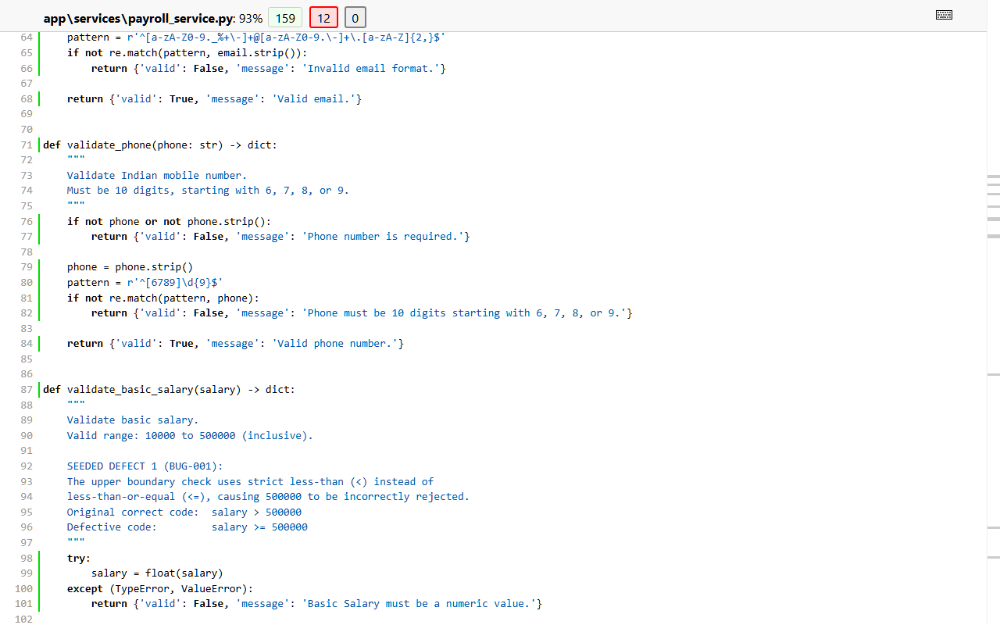 app\services\payroll_service.py: 93% 159 12 0
64     pattern = r'^[a-zA-Z0-9._%+\-]+@[a-zA-Z0-9.\-]+\.[a-zA-Z]{2,}$'
65     if not re.match(pattern, email.strip()):
66         return {'valid': False, 'message': 'Invalid email format.'}
67
68     return {'valid': True, 'message': 'Valid email.'}
69
70
71 def validate_phone(phone: str) -> dict:
72     """
73     Validate Indian mobile number.
74     Must be 10 digits, starting with 6, 7, 8, or 9.
75     """
76     if not phone or not phone.strip():
77         return {'valid': False, 'message': 'Phone number is required.'}
78
79     phone = phone.strip()
80     pattern = r'^[6789]\d{9}$'
81     if not re.match(pattern, phone):
82         return {'valid': False, 'message': 'Phone must be 10 digits starting with 6, 7, 8, or 9.'}
83
84     return {'valid': True, 'message': 'Valid phone number.'}
85
86
87 def validate_basic_salary(salary) -> dict:
88     """
89     Validate basic salary.
90     Valid range: 10000 to 500000 (inclusive).
91
92     SEEDED DEFECT 1 (BUG-001):
93     The upper boundary check uses strict less-than (<) instead of
94     less-than-or-equal (<=), causing 500000 to be incorrectly rejected.
95     Original correct code:  salary > 500000
96     Defective code:         salary >= 500000
97     """
98     try:
99         salary = float(salary)
100     except (TypeError, ValueError):
101         return {'valid': False, 'message': 'Basic Salary must be a numeric value.'}
102